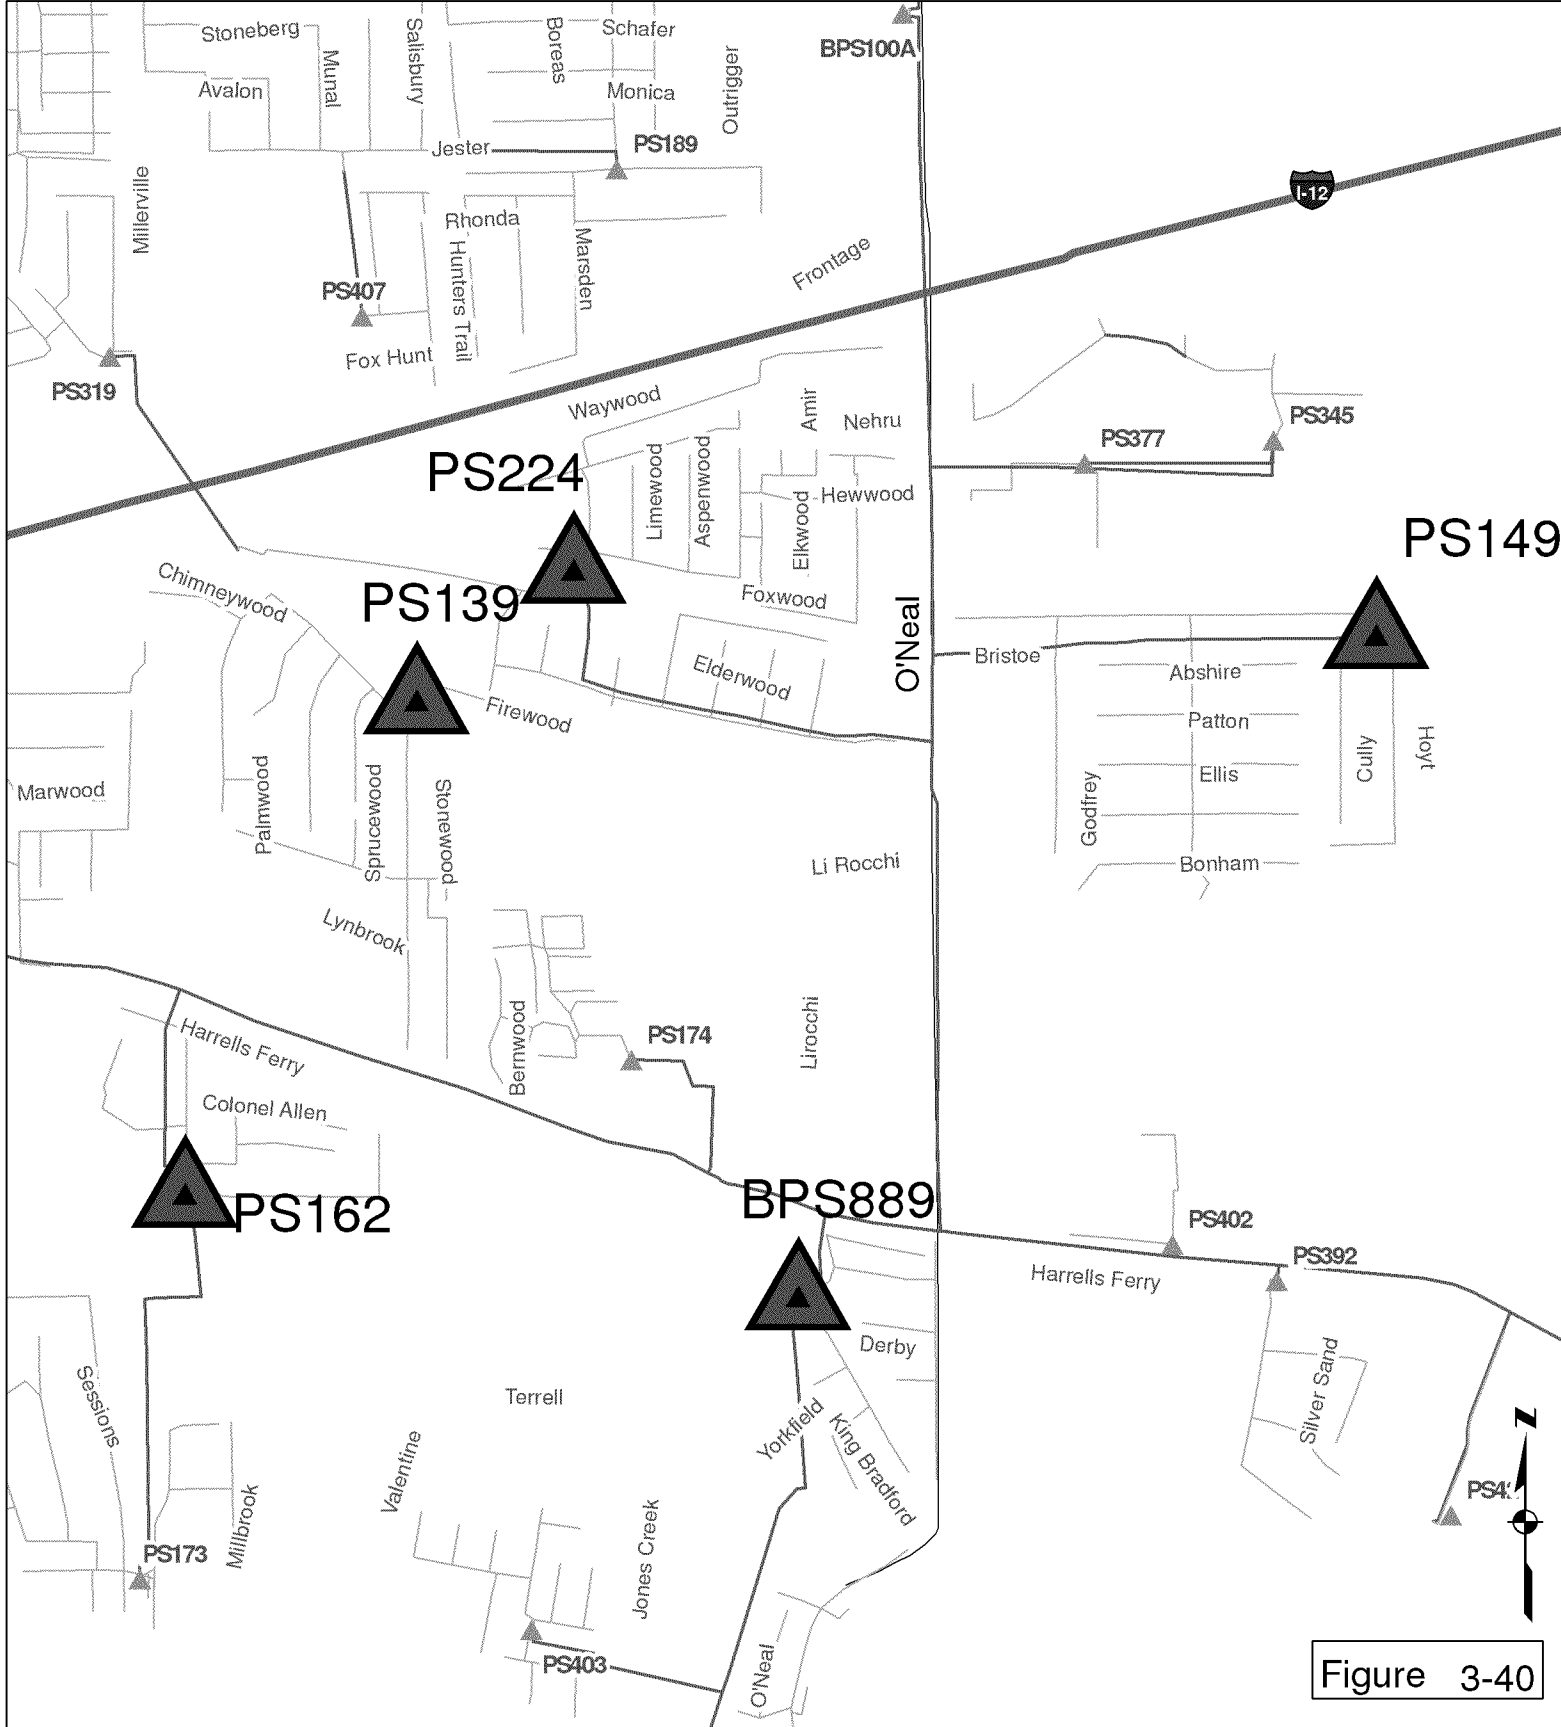 Stoneberg
Salisbury
Boreas
Schafer
BPS100A
Munal
Avalon
Monica
Outrigger
Jester
PS189
I-12
Millerville
Rhonda
Hunters Trail
Marsden
Frontage
PS407
Fox Hunt
PS319
Waywood
Amir
Nehru
PS345
PS377
PS224
Limewood
Aspenwood
Elkwood
Hewwood
PS149
Chimneywood
PS139
Foxwood
O'Neal
Bristoe
Elderwood
Abshire
Firewood
Patton
Cully
Hoyt
Marwood
Palmwood
Sprucewood
Stonewood
Ellis
Godfrey
Li Rocchi
Bonham
Lynbrook
Harrells Ferry
Bernwood
PS174
Lirocchi
Colonel Allen
PS162
BPS889
PS402
PS392
Harrells Ferry
Derby
Sessions
Terrell
Silver Sand
Yorkfield
King Bradford
Valentine
Z
PS4
Millbrook
PS173
Jones Creek
PS403
O'Neal
Figure 3-40